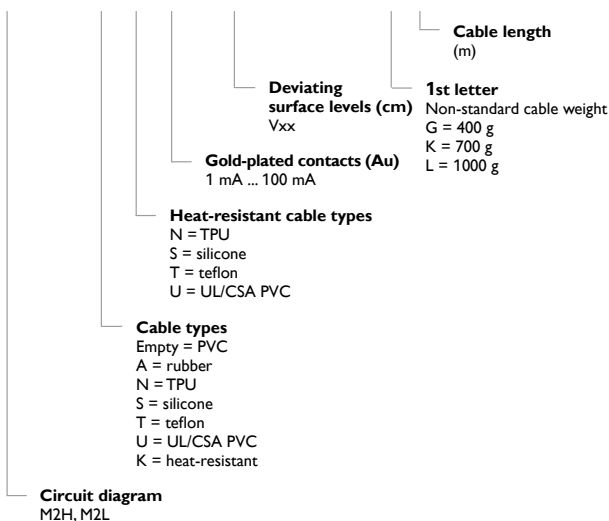 Cable length
(m)
Deviating
surface levels (cm)
Vxx
1st letter
Non-standard cable weight
G = 400 g
K = 700 g
L = 1000 g
Gold-plated contacts (Au)
1 mA ... 100 mA
Heat-resistant cable types
N = TPU
S = silicone
T = teflon
U = UL/CSA PVC
Cable types
Empty = PVC
A = rubber
N = TPU
S = silicone
T = teflon
U = UL/CSA PVC
K = heat-resistant
Circuit diagram
M2H, M2L